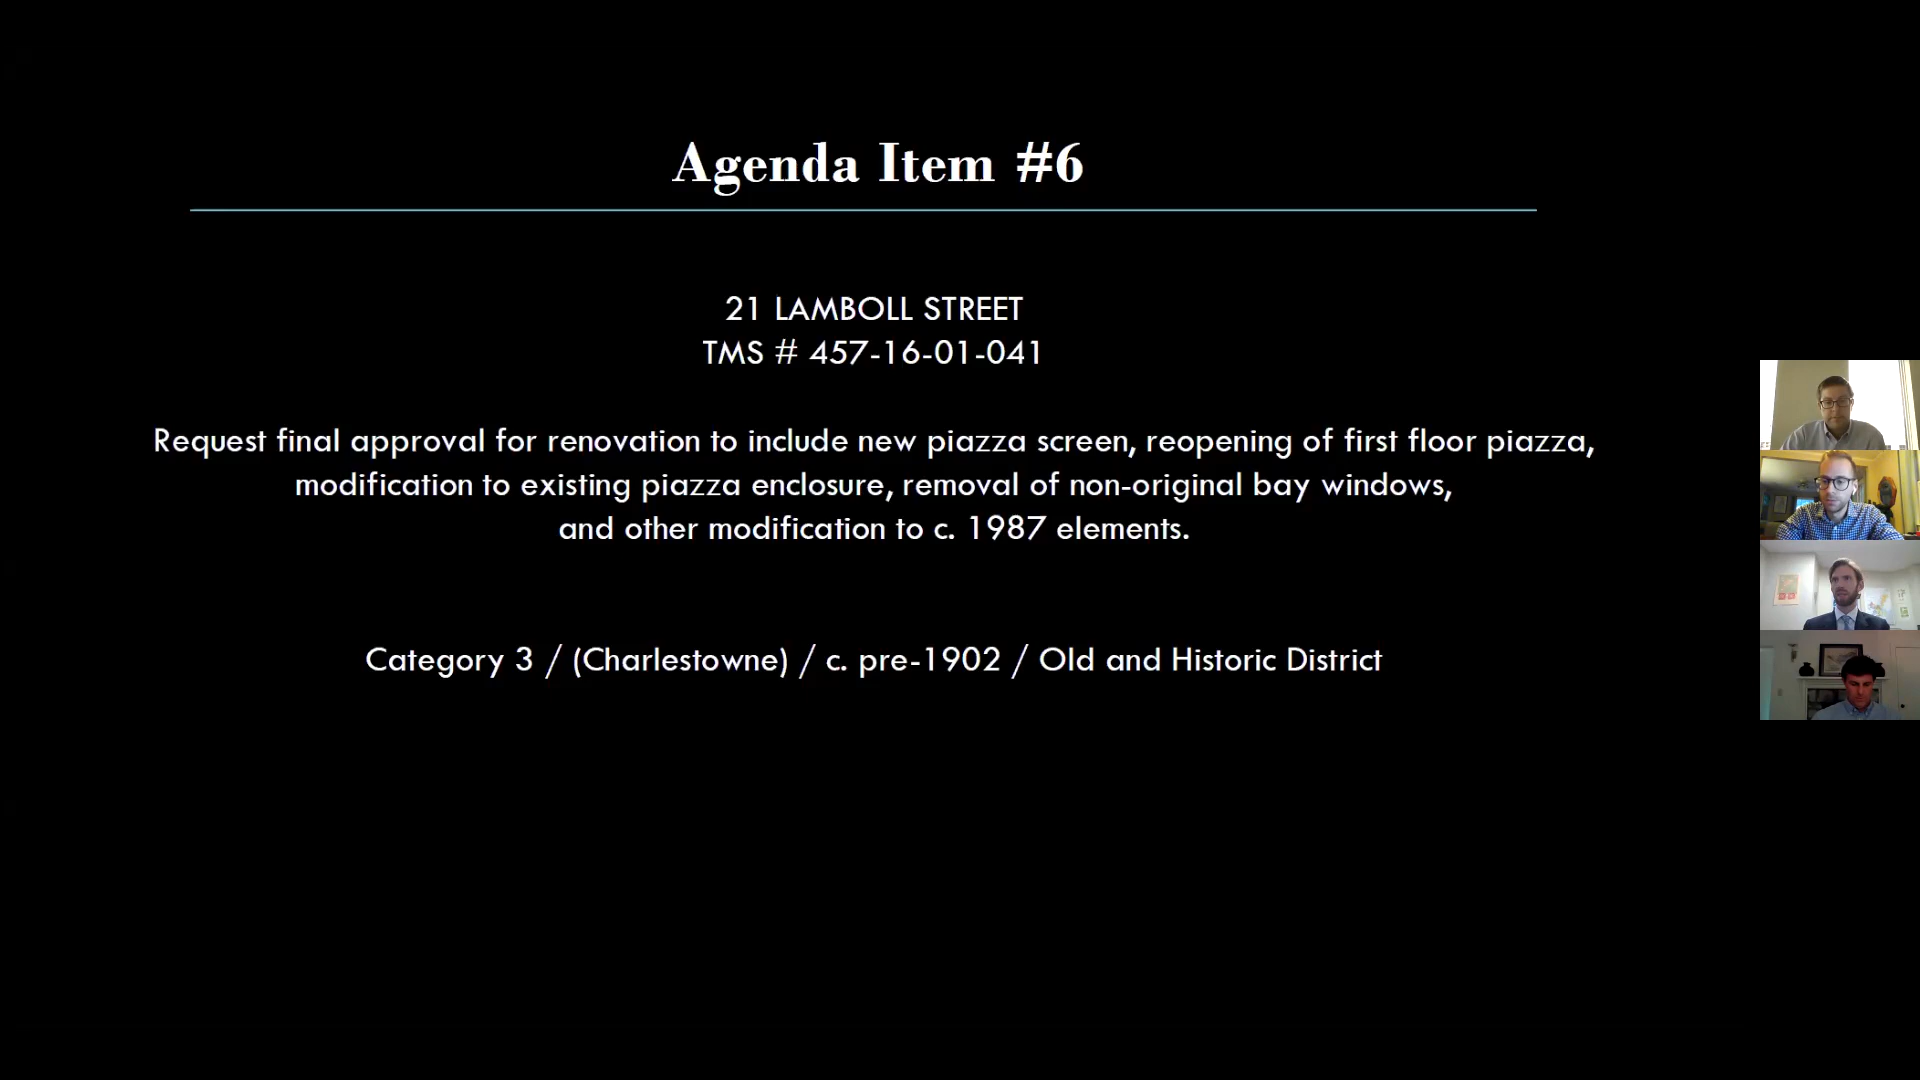 Agenda Item #6
21 LAMBOLL STREET
TMS # 457-16-01-041
Request final approval for renovation to include new piazza screen, reopening of first floor piazza,
modification to existing piazza enclosure, removal of non-original bay windows,
and other modification to c. 1987 elements.
Category 3 / (Charlestowne) / c. pre-1902 / Old and Historic District